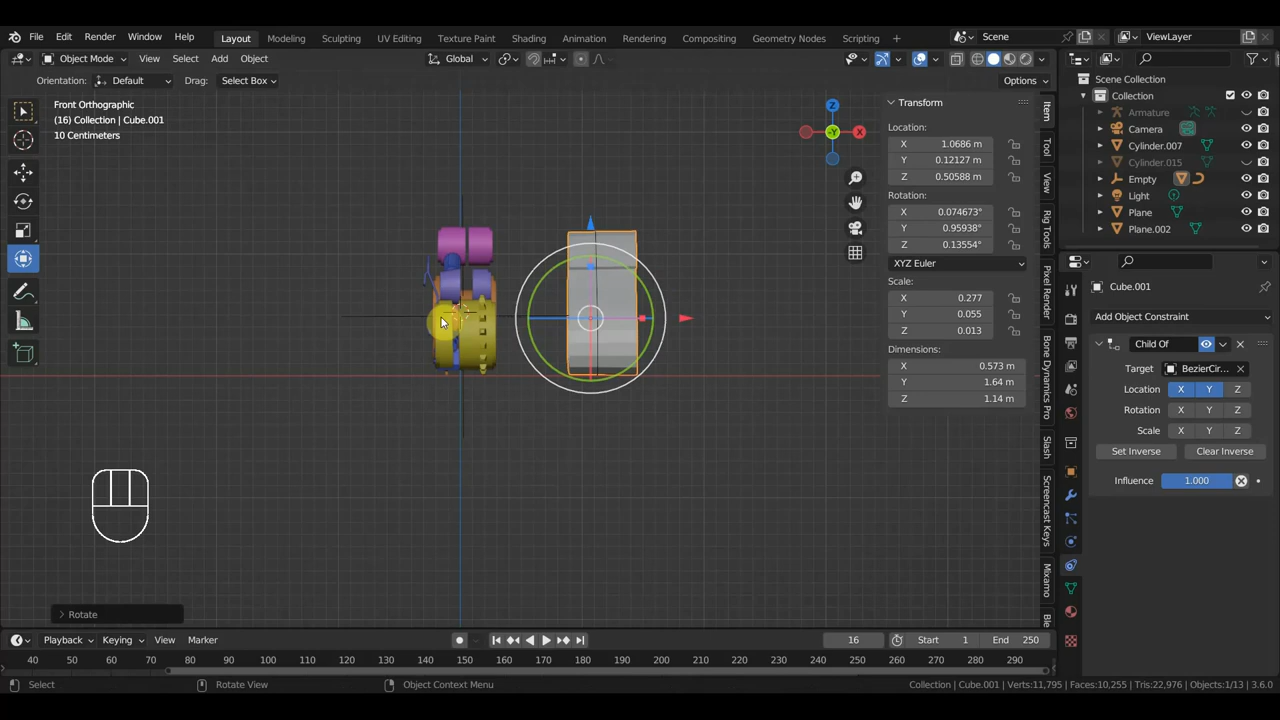 File Edit Render Window Help Layout Modeling Sculpting UV Editing Texture Paint Shading Animation Rendering Compositing Geometry Nodes Scripting + Scene ViewLayer
Object Mode View Select Add Object Global
Orientation: Default Drag: Select Box Options
Front Orthographic
(16) Collection | Cube.001
10 Centimeters
Z
X
-Y
Transform
Location:
X 1.0686 m
Y 0.12127 m
Z 0.50588 m
Rotation:
X 0.074673°
Y 0.95938°
Z 0.13554°
XYZ Euler
Scale:
X 0.277
Y 0.055
Z 0.013
Dimensions:
X 0.573 m
Y 1.64 m
Z 1.14 m
Item
Tool
View
Rig Tools
Pixel Render
Bone Dynamics Pro
Slash
Screencast Keys
Mixamo
Ble
Scene Collection
Collection
Armature
Camera
Cylinder.007
Cylinder.015
Empty
Light
Plane
Plane.002
Cube.001
Add Object Constraint
Child Of
Target BezierCir...
Location X Y Z
Rotation X Y Z
Scale X Y Z
Set Inverse Clear Inverse
Influence 1.000
Rotate
Playback Keying View Marker 16 Start 1 End 250
40 50 60 70 80 90 100 110 120 130 140 150 160 170 180 190 200 210 220 230 240 250 260 270 280 290
Select Rotate View Object Context Menu Collection | Cube.001 | Verts:11,795 | Faces:10,255 | Tris:22,976 | Objects:1/13 | 3.6.0